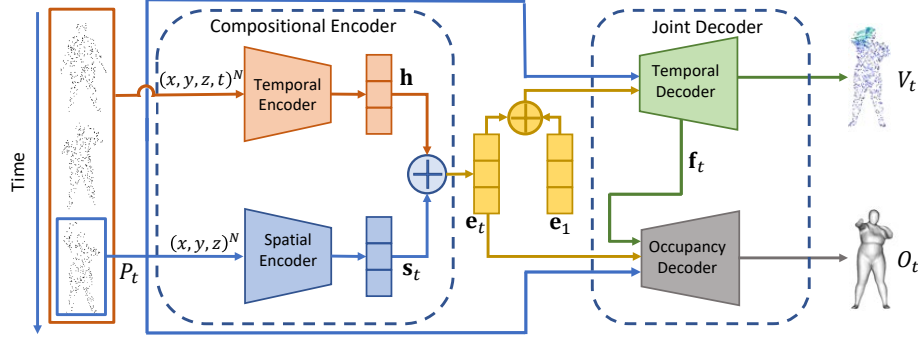 Compositional Encoder
Joint Decoder
Time
(x, y, z, t)^N
Temporal
Encoder
h
Temporal
Decoder
V_t
f_t
e_t
e_1
P_t
(x, y, z)^N
Spatial
Encoder
s_t
Occupancy
Decoder
O_t